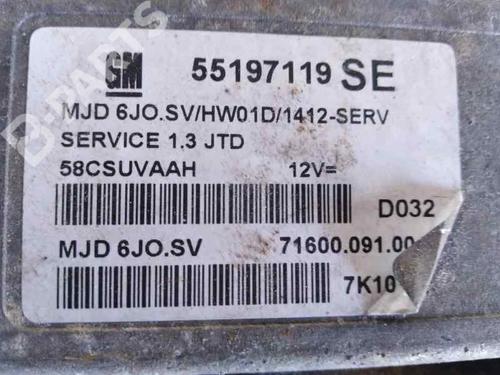 GM 55197119 SE
MJD 6JO.SV/HW01D/1412-SERV
SERVICE 1,3 JTD
58CSUVAAH 12V=
D032
MJD 6JO.SV 71600.091.00
7K10
B-PARTS